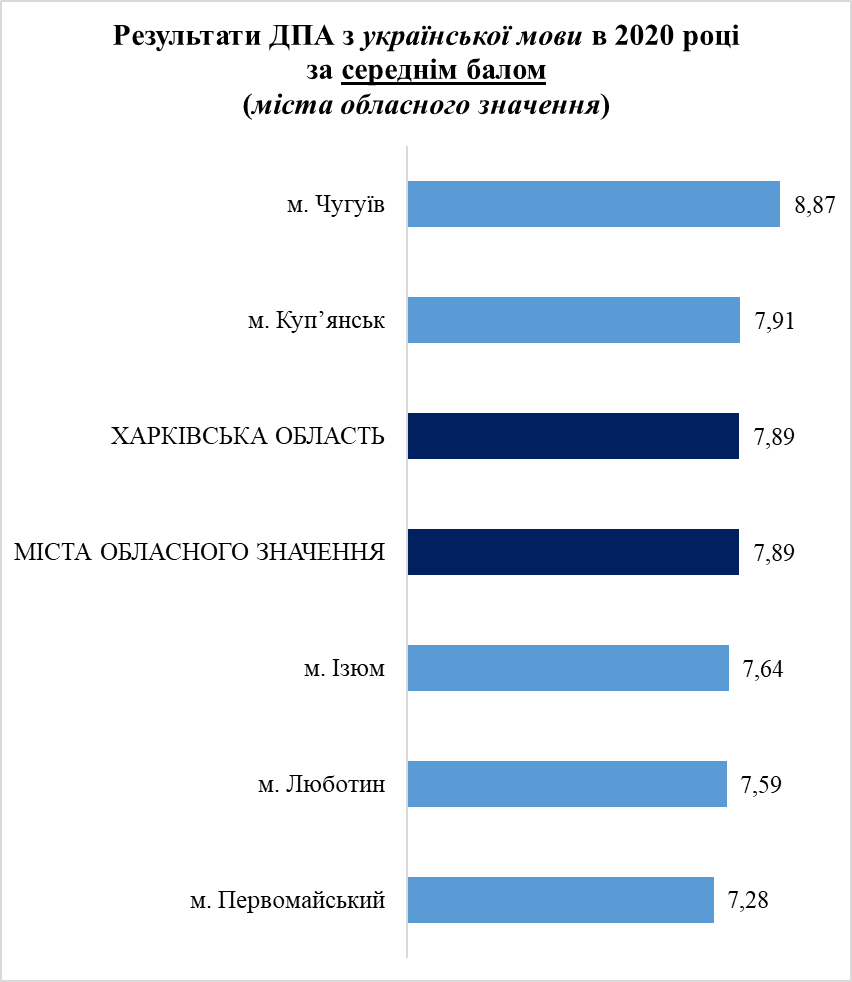 Результати ДПА з української мови в 2020 році
за середнім балом
(міста обласного значення)
м. Чугуїв 8,87
м. Куп’янськ 7,91
ХАРКІВСЬКА ОБЛАСТЬ 7,89
МІСТА ОБЛАСНОГО ЗНАЧЕННЯ 7,89
м. Ізюм 7,64
м. Люботин 7,59
м. Первомайський 7,28